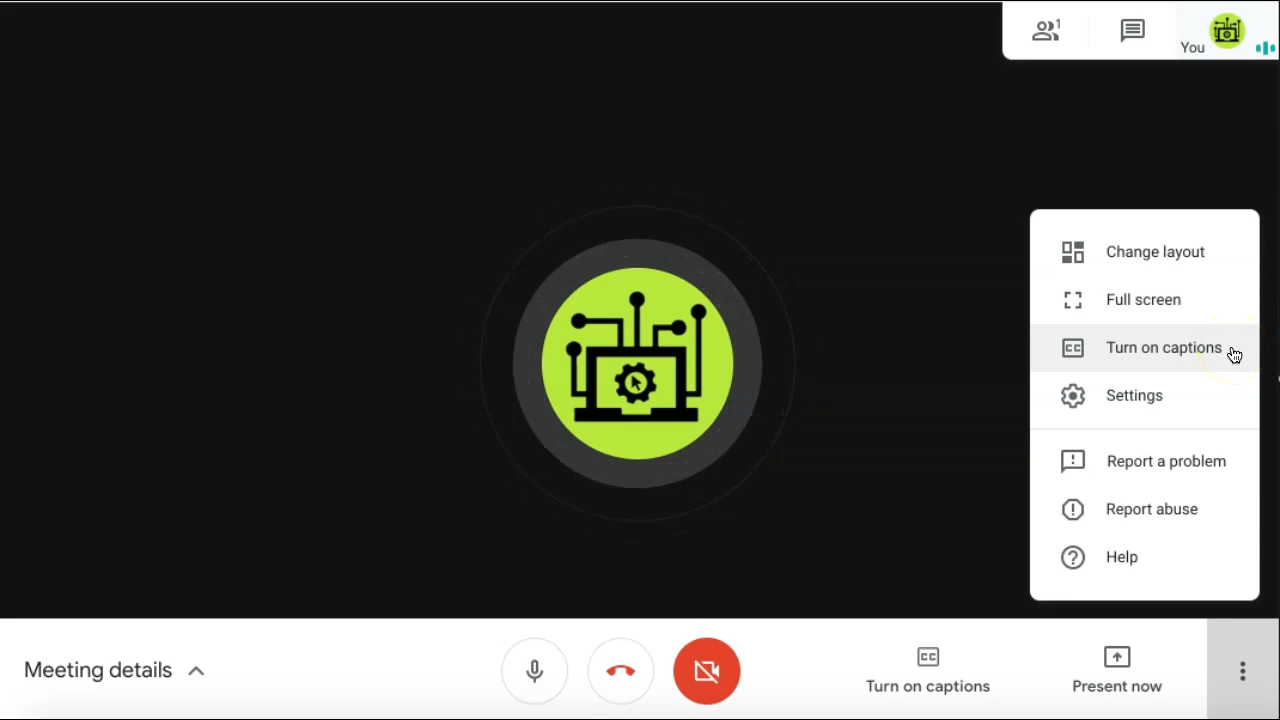 1
You
Change layout
Full screen
Turn on captions
Settings
Report a problem
Report abuse
Help
Meeting details
Turn on captions
Present now